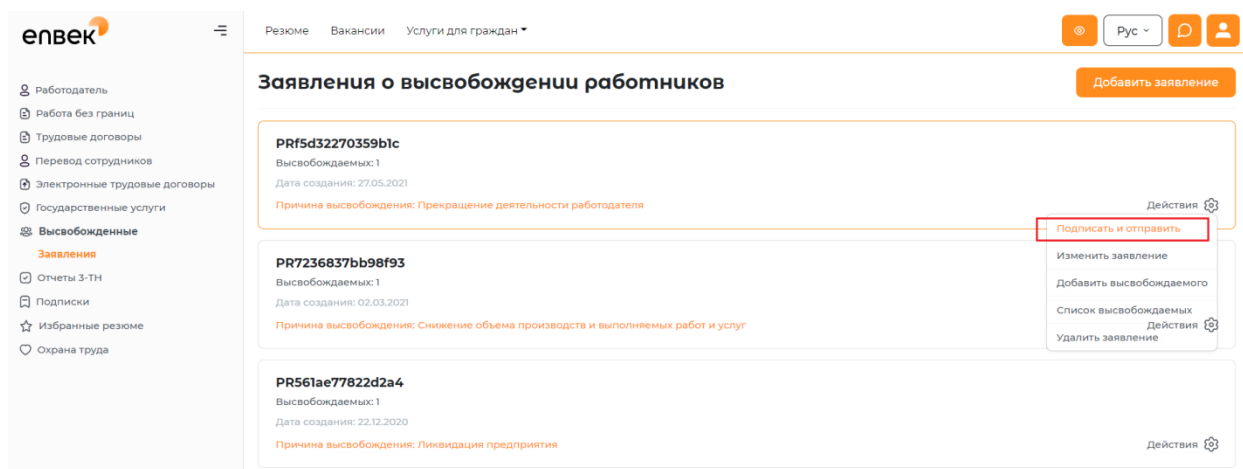 enbek
Резюме Вакансии Услуги для граждан
Рус
Работодатель
Работа без границ
Трудовые договоры
Перевод сотрудников
Электронные трудовые договоры
Государственные услуги
Высвобожденные
Заявления
Отчеты 3-ТН
Подписки
Избранные резюме
Охрана труда
Заявления о высвобождении работников
Добавить заявление
PRf5d32270359b1c
Высвобождаемых: 1
Дата создания: 27.05.2021
Причина высвобождения: Прекращение деятельности работодателя
Действия
Подписать и отправить
Изменить заявление
Добавить высвобождаемого
Список высвобождаемых
Удалить заявление
PR7236837bb98f93
Высвобождаемых: 1
Дата создания: 02.03.2021
Причина высвобождения: Снижение объема производств и выполняемых работ и услуг
Действия
PR561ae77822d2a4
Высвобождаемых: 1
Дата создания: 22.12.2020
Причина высвобождения: Ликвидация предприятия
Действия